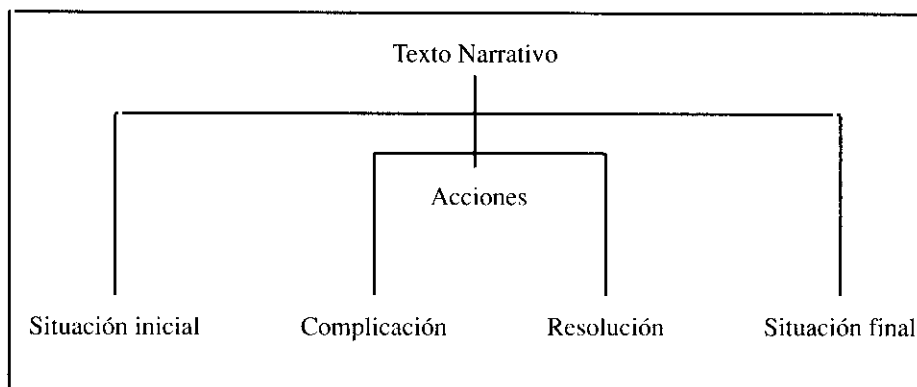 Texto Narrativo
Acciones
Situación inicial Complicación Resolución Situación final